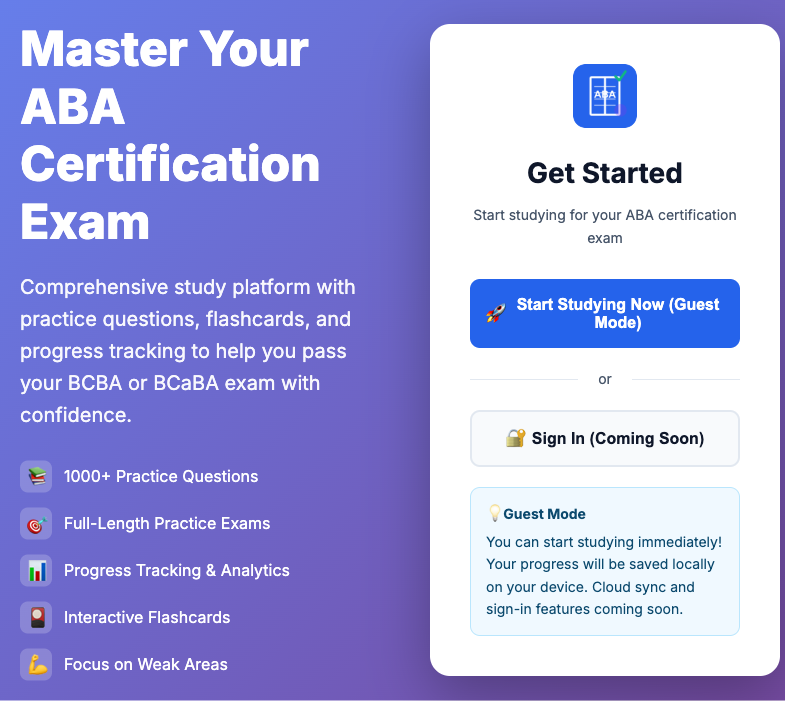 Master Your
ABA
Certification
Exam
Comprehensive study platform with
practice questions, flashcards, and
progress tracking to help you pass
your BCBA or BCaBA exam with
confidence.
1000+ Practice Questions
Full-Length Practice Exams
Progress Tracking & Analytics
Interactive Flashcards
Focus on Weak Areas
ABA
Get Started
Start studying for your ABA certification
exam
Start Studying Now (Guest
Mode)
or
Sign In (Coming Soon)
Guest Mode
You can start studying immediately!
Your progress will be saved locally
on your device. Cloud sync and
sign-in features coming soon.